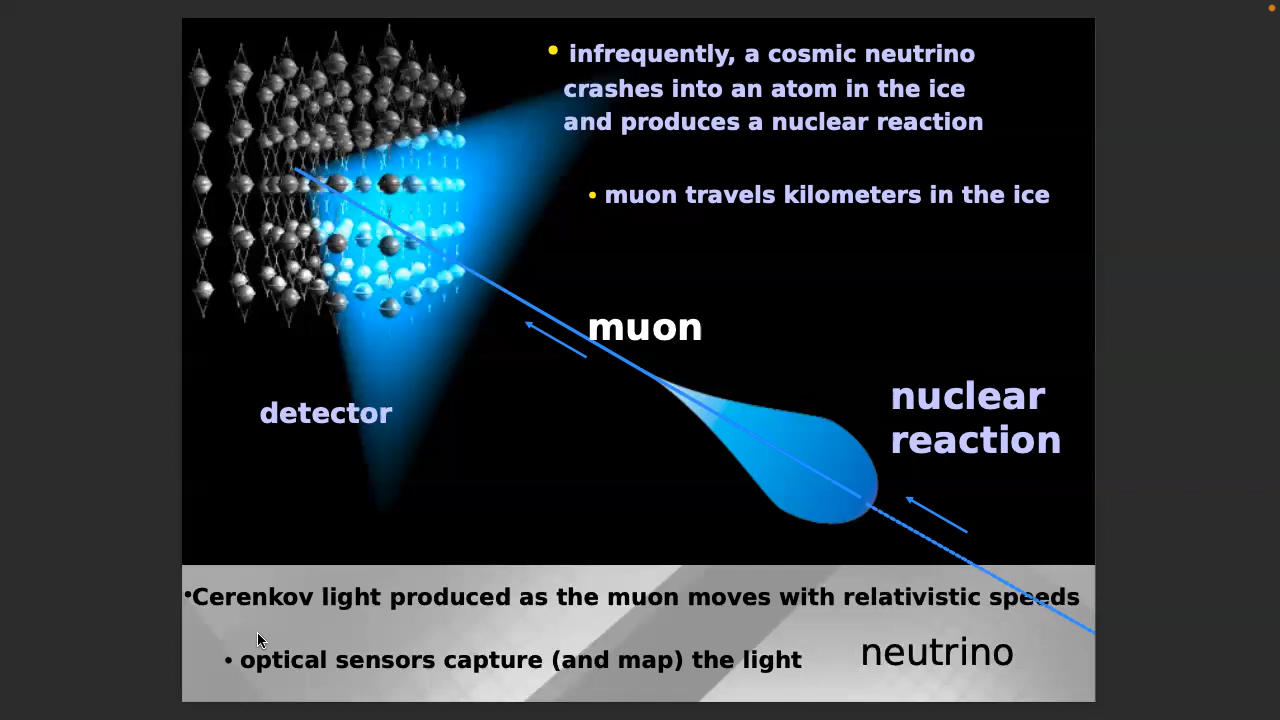 • infrequently, a cosmic neutrino
crashes into an atom in the ice
and produces a nuclear reaction
• muon travels kilometers in the ice
muon
detector
nuclear
reaction
•Cerenkov light produced as the muon moves with relativistic speeds
• optical sensors capture (and map) the light
neutrino